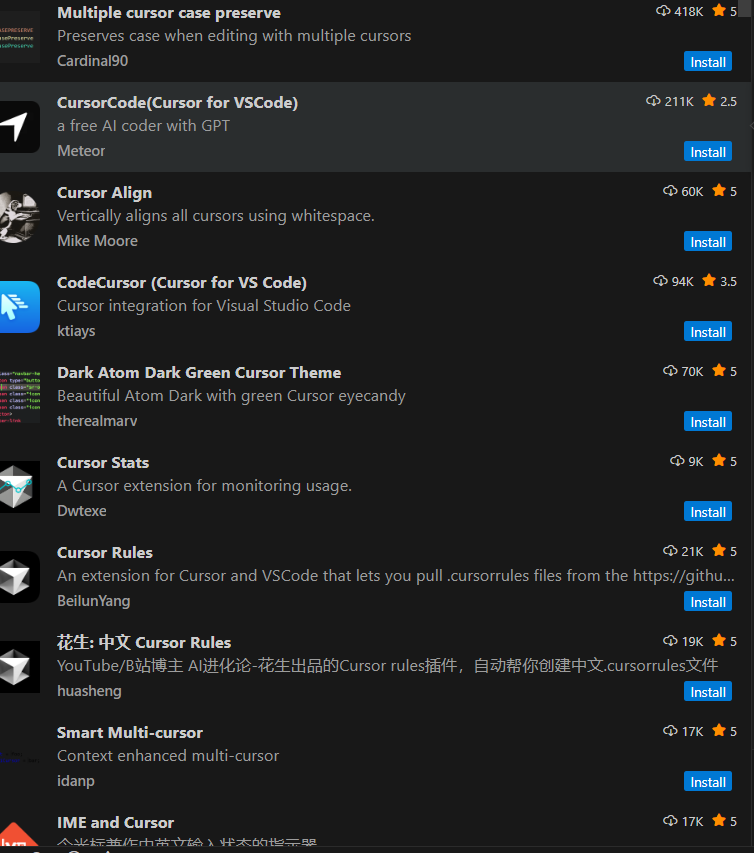 Multiple cursor case preserve 418K 5
Preserves case when editing with multiple cursors
Cardinal90 Install
CursorCode(Cursor for VSCode) 211K 2.5
a free AI coder with GPT
Meteor Install
Cursor Align 60K 5
Vertically aligns all cursors using whitespace.
Mike Moore Install
CodeCursor (Cursor for VS Code) 94K 3.5
Cursor integration for Visual Studio Code
ktiays Install
Dark Atom Dark Green Cursor Theme 70K 5
Beautiful Atom Dark with green Cursor eyecandy
therealmarv Install
Cursor Stats 9K 5
A Cursor extension for monitoring usage.
Dwtexe Install
Cursor Rules 21K 5
An extension for Cursor and VSCode that lets you pull .cursorrules files from the https://githu...
BeilunYang Install
花生: 中文 Cursor Rules 19K 5
YouTube/B站博主 AI进化论-花生出品的Cursor rules插件，自动帮你创建中文.cursorrules文件
huasheng Install
Smart Multi-cursor 17K 5
Context enhanced multi-cursor
idanp Install
IME and Cursor 17K 5